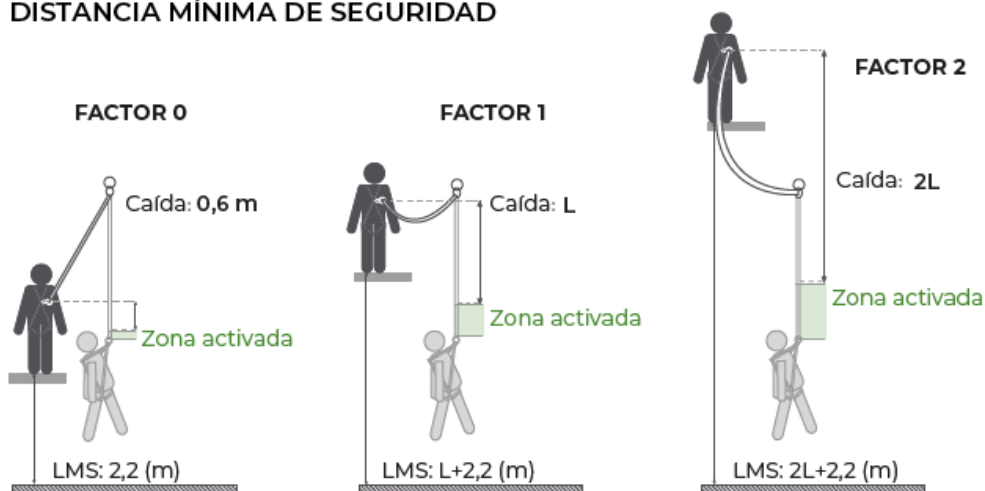 DISTANCIA MÍNIMA DE SEGURIDAD
FACTOR 0
Caída: 0,6 m
Zona activada
LMS: 2,2 (m)
FACTOR 1
Caída: L
Zona activada
LMS: L+2,2 (m)
FACTOR 2
Caída: 2L
Zona activada
LMS: 2L+2,2 (m)